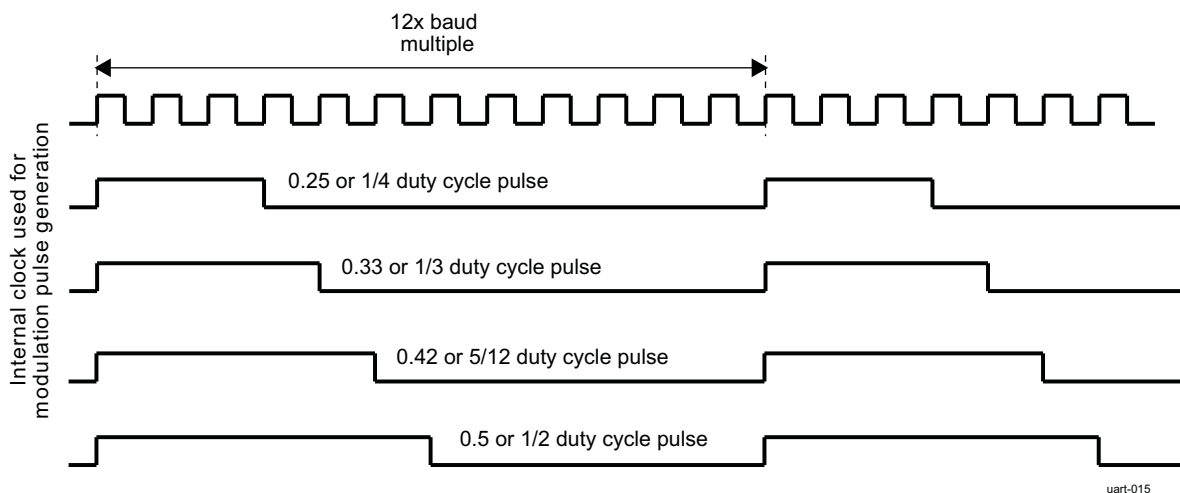 12x baud
multiple
Internal clock used for
modulation pulse generation
0.25 or 1/4 duty cycle pulse
0.33 or 1/3 duty cycle pulse
0.42 or 5/12 duty cycle pulse
0.5 or 1/2 duty cycle pulse
uart-015